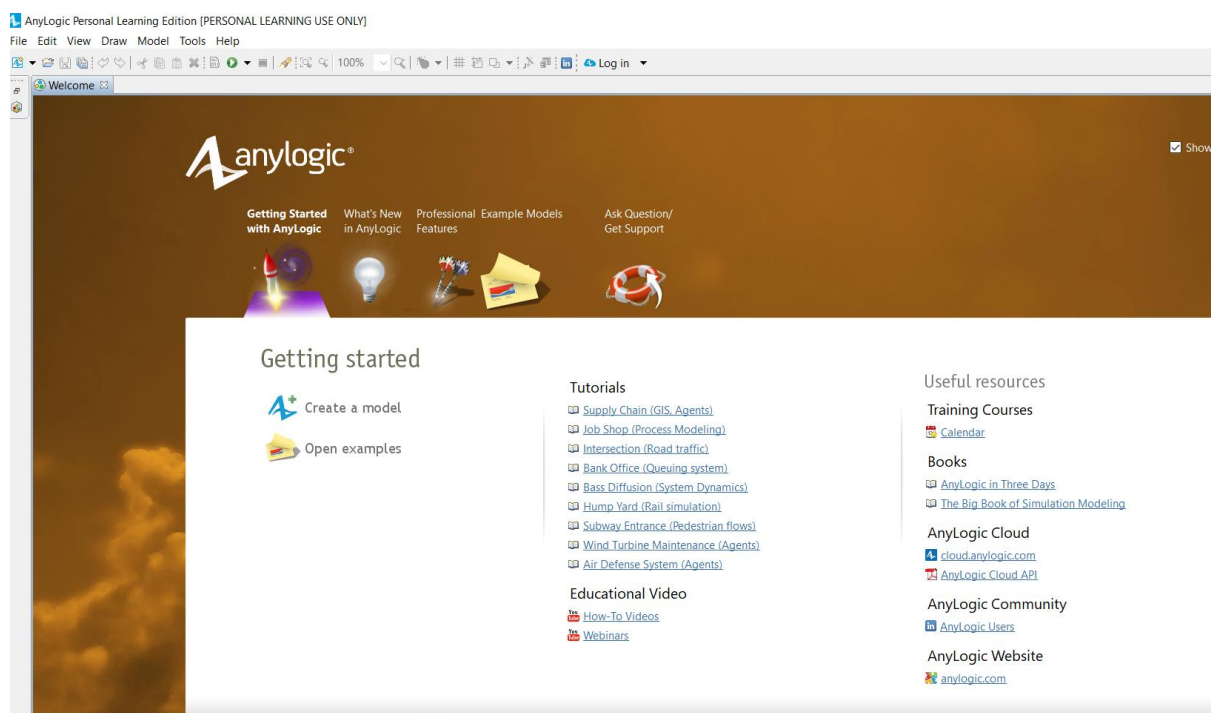 AnyLogic Personal Learning Edition [PERSONAL LEARNING USE ONLY]
File Edit View Draw Model Tools Help
100% Log in
Welcome
anylogic®
Show
Getting Started with AnyLogic
What's New in AnyLogic
Professional Features
Example Models
Ask Question/
Get Support
Getting started
Create a model
Open examples
Tutorials
Supply Chain (GIS, Agents)
Job Shop (Process Modeling)
Intersection (Road traffic)
Bank Office (Queuing system)
Bass Diffusion (System Dynamics)
Hump Yard (Rail simulation)
Subway Entrance (Pedestrian flows)
Wind Turbine Maintenance (Agents)
Air Defense System (Agents)
Educational Video
How-To Videos
Webinars
Useful resources
Training Courses
Calendar
Books
AnyLogic in Three Days
The Big Book of Simulation Modeling
AnyLogic Cloud
cloud.anylogic.com
AnyLogic Cloud API
AnyLogic Community
AnyLogic Users
AnyLogic Website
anylogic.com